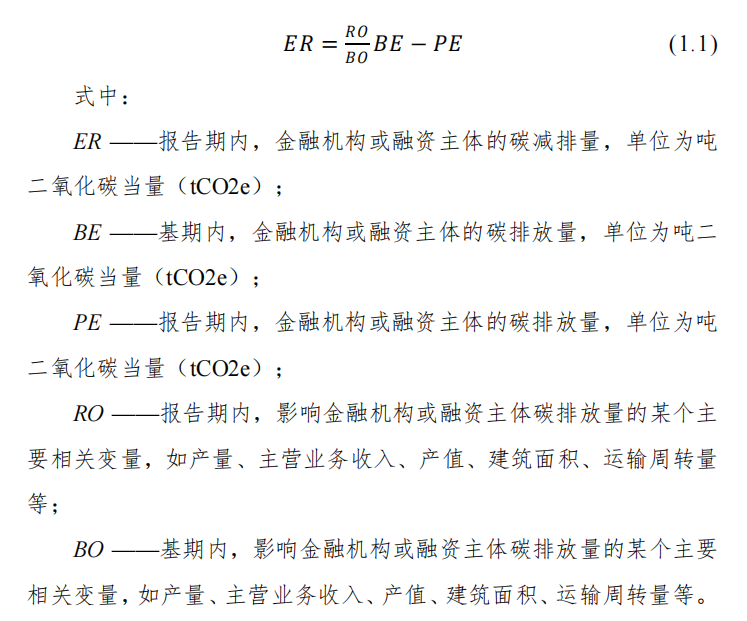 ER = RO/BO BE − PE (1.1)
式中：
ER ——报告期内，金融机构或融资主体的碳减排量，单位为吨
二氧化碳当量（tCO2e）；
BE ——基期内，金融机构或融资主体的碳排放量，单位为吨二
氧化碳当量（tCO2e）；
PE ——报告期内，金融机构或融资主体的碳排放量，单位为吨
二氧化碳当量（tCO2e）；
RO ——报告期内，影响金融机构或融资主体碳排放量的某个主
要相关变量，如产量、主营业务收入、产值、建筑面积、运输周转量
等；
BO ——基期内，影响金融机构或融资主体碳排放量的某个主要
相关变量，如产量、主营业务收入、产值、建筑面积、运输周转量等。